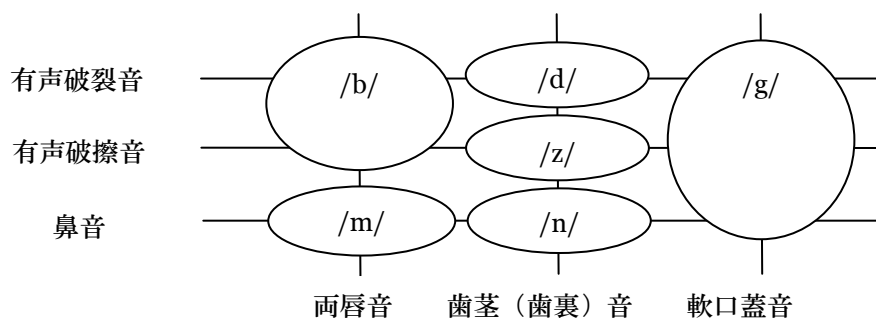 有声破裂音 /b/ /d/ /g/
有声破擦音 /z/
鼻音 /m/ /n/
両唇音 歯茎（歯裏）音 軟口蓋音